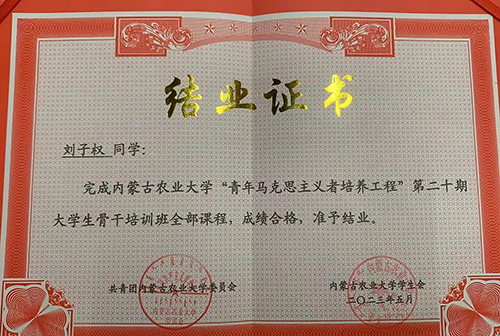 结业证书
刘子权 同学：
完成内蒙古农业大学“青年马克思主义者培养工程”第二十期
大学生骨干培训班全部课程，成绩合格，准予结业。
共青团内蒙古农业大学委员会
内蒙古农业大学学生会
二〇二三年五月